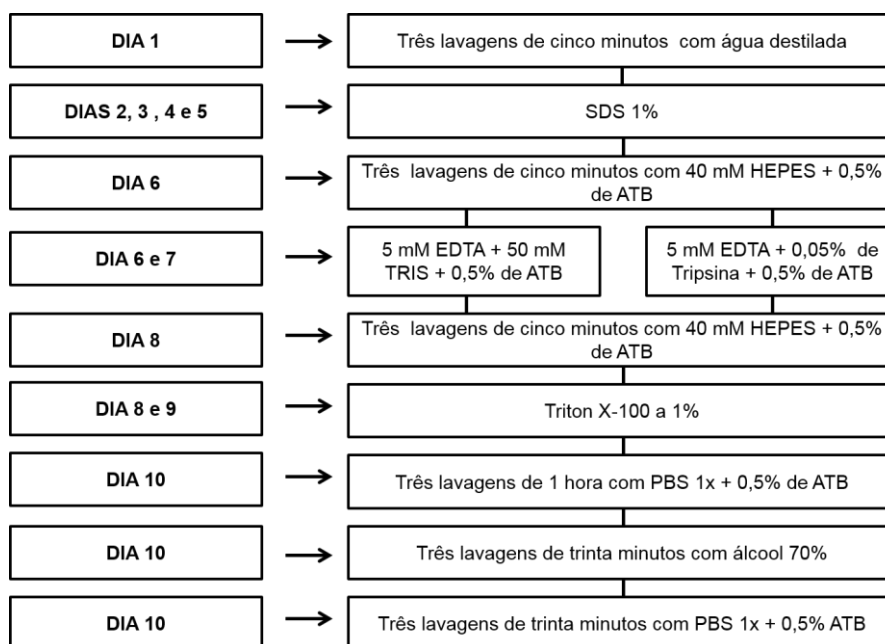 DIA 1
Três lavagens de cinco minutos com água destilada
DIAS 2, 3 , 4 e 5
SDS 1%
DIA 6
Três lavagens de cinco minutos com 40 mM HEPES + 0,5%
de ATB
DIA 6 e 7
5 mM EDTA + 50 mM
TRIS + 0,5% de ATB
5 mM EDTA + 0,05% de
Tripsina + 0,5% de ATB
DIA 8
Três lavagens de cinco minutos com 40 mM HEPES + 0,5%
de ATB
DIA 8 e 9
Triton X-100 a 1%
DIA 10
Três lavagens de 1 hora com PBS 1x + 0,5% de ATB
DIA 10
Três lavagens de trinta minutos com álcool 70%
DIA 10
Três lavagens de trinta minutos com PBS 1x + 0,5% ATB